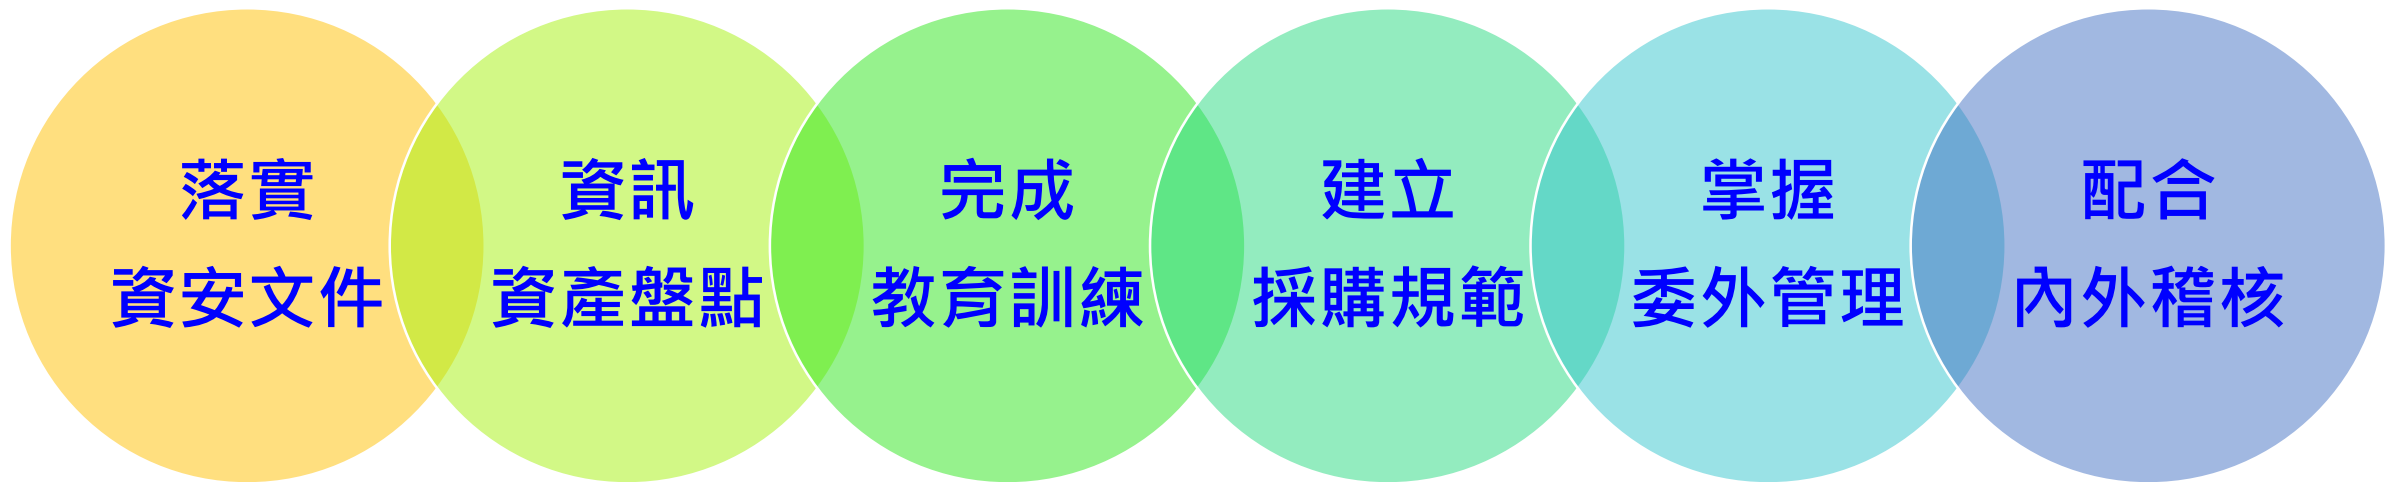 落實
資安文件
資訊
資產盤點
完成
教育訓練
建立
採購規範
掌握
委外管理
配合
內外稽核